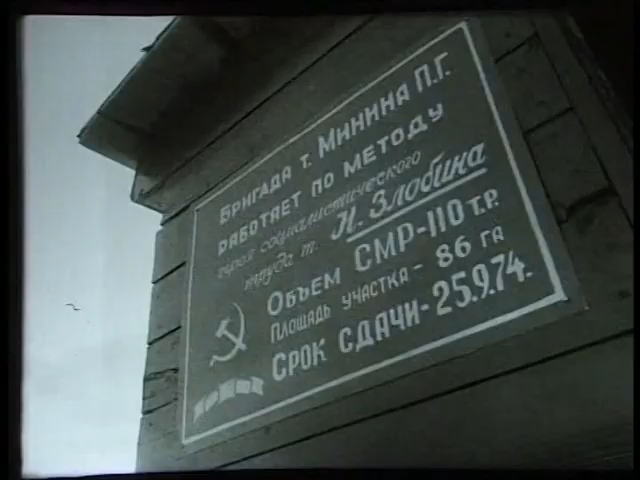 Бригада т. Минина П.Г.
работает по методу
героя социалистического
труда т. Н. Злобина
Объем СМР-110 т.р.
Площадь участка - 86 га
Срок сдачи - 25.9.74.